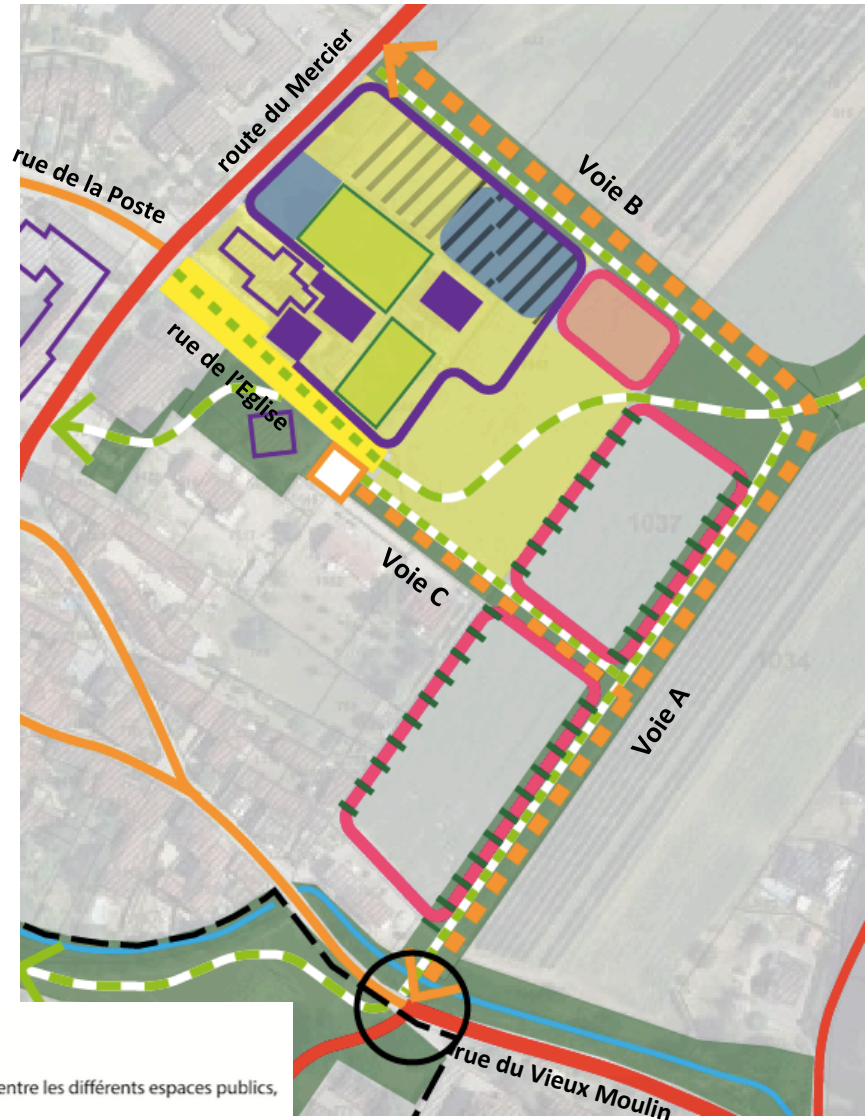 route du Mercier
rue de la Poste
Voie B
rue de l'Eglise
1037
Voie C
1034
Voie A
rue du Vieux Moulin
entre les différents espaces publics,